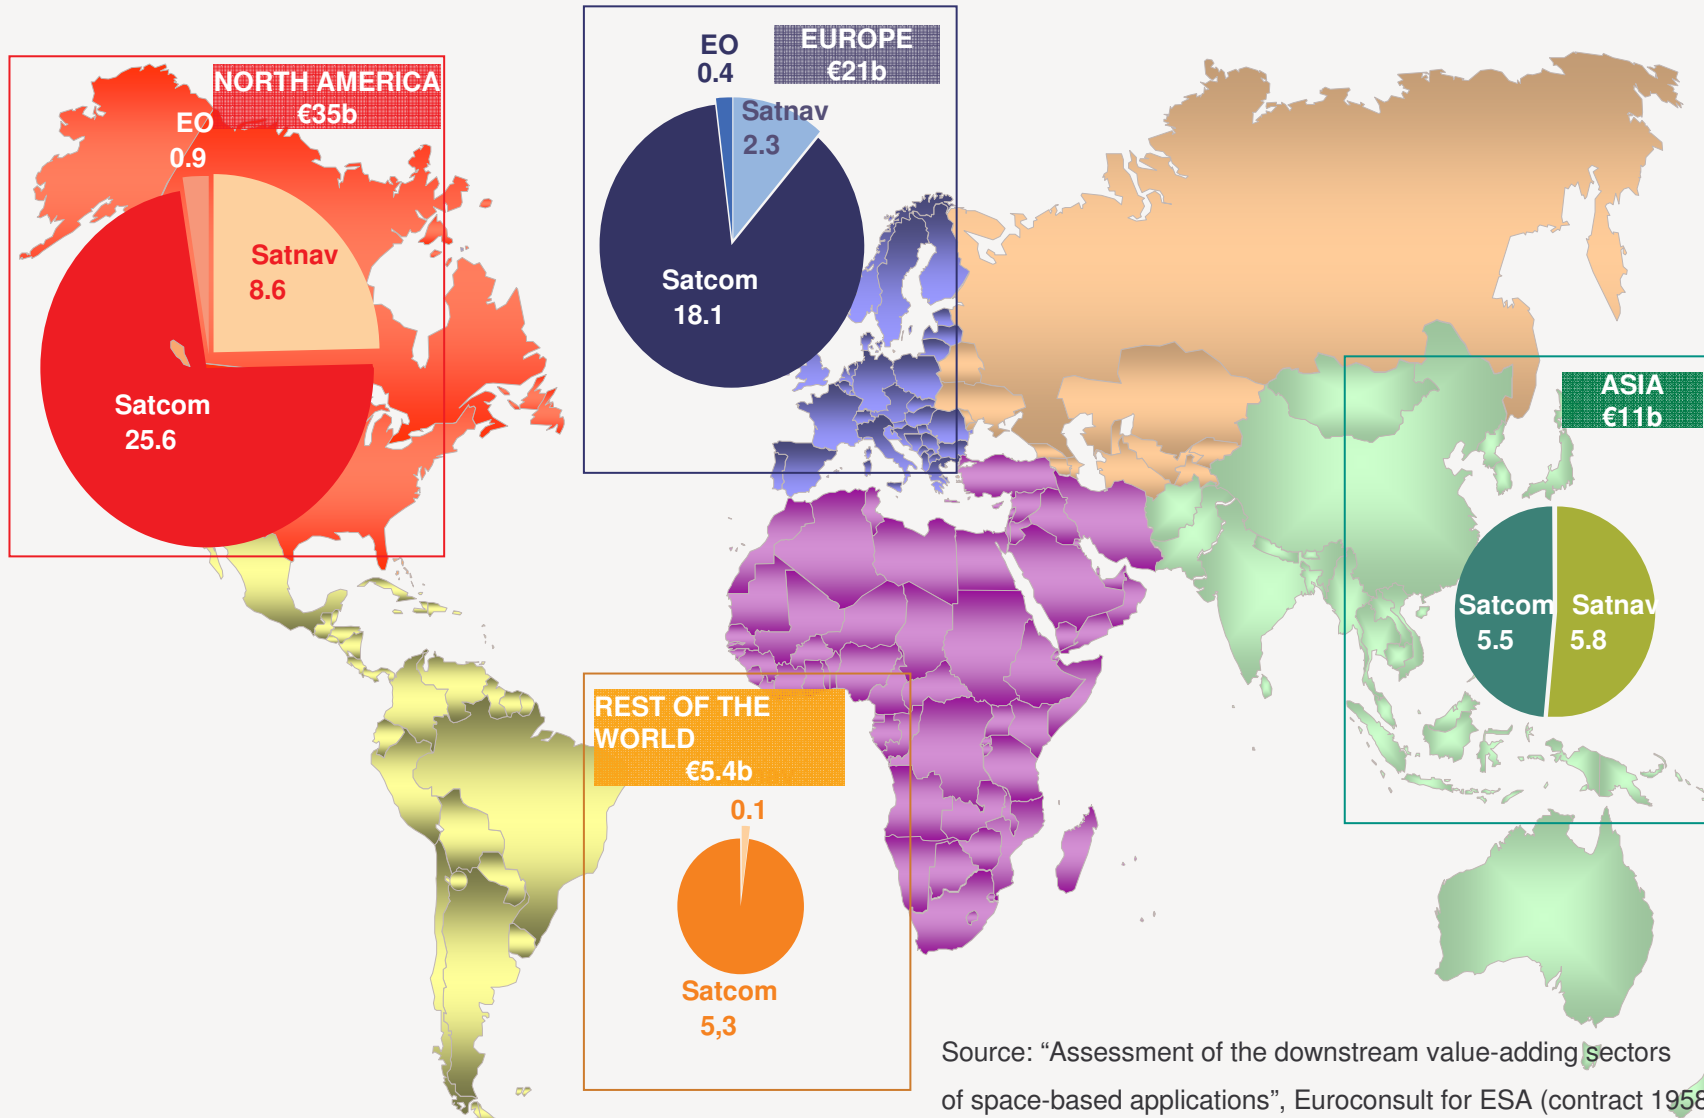 NORTH AMERICA
€35b
EO
0.9
Satnav
8.6
Satcom
25.6
EUROPE
€21b
EO
0.4
Satnav
2.3
Satcom
18.1
ASIA
€11b
Satcom
5.5
Satnav
5.8
REST OF THE
WORLD
€5.4b
0.1
Satcom
5,3
Source: “Assessment of the downstream value-adding sectors
of space-based applications”, Euroconsult for ESA (contract